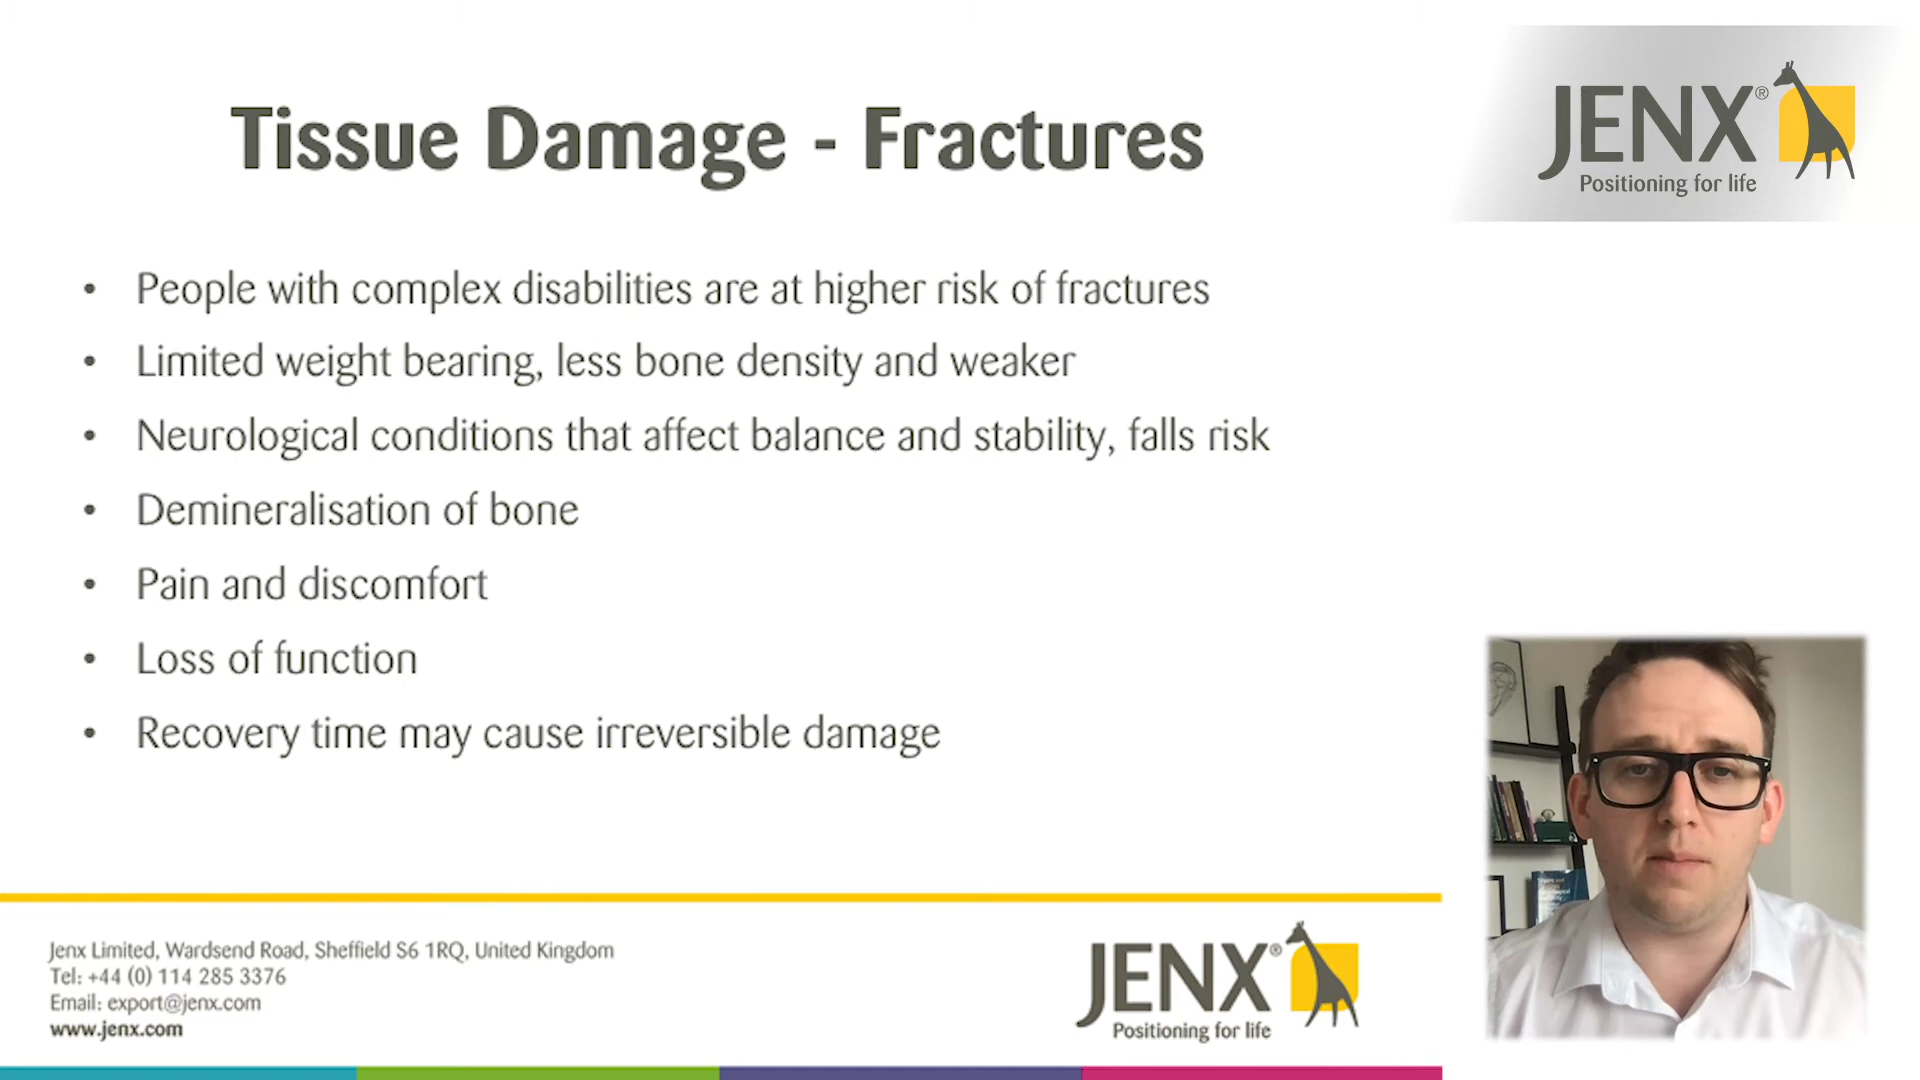 Tissue Damage - Fractures
JENX®
Positioning for life
• People with complex disabilities are at higher risk of fractures
• Limited weight bearing, less bone density and weaker
• Neurological conditions that affect balance and stability, falls risk
• Demineralisation of bone
• Pain and discomfort
• Loss of function
• Recovery time may cause irreversible damage
Jenx Limited, Wardsend Road, Sheffield S6 1RQ, United Kingdom
Tel: +44 (0) 114 285 3376
Email: export@jenx.com
www.jenx.com
JENX®
Positioning for life